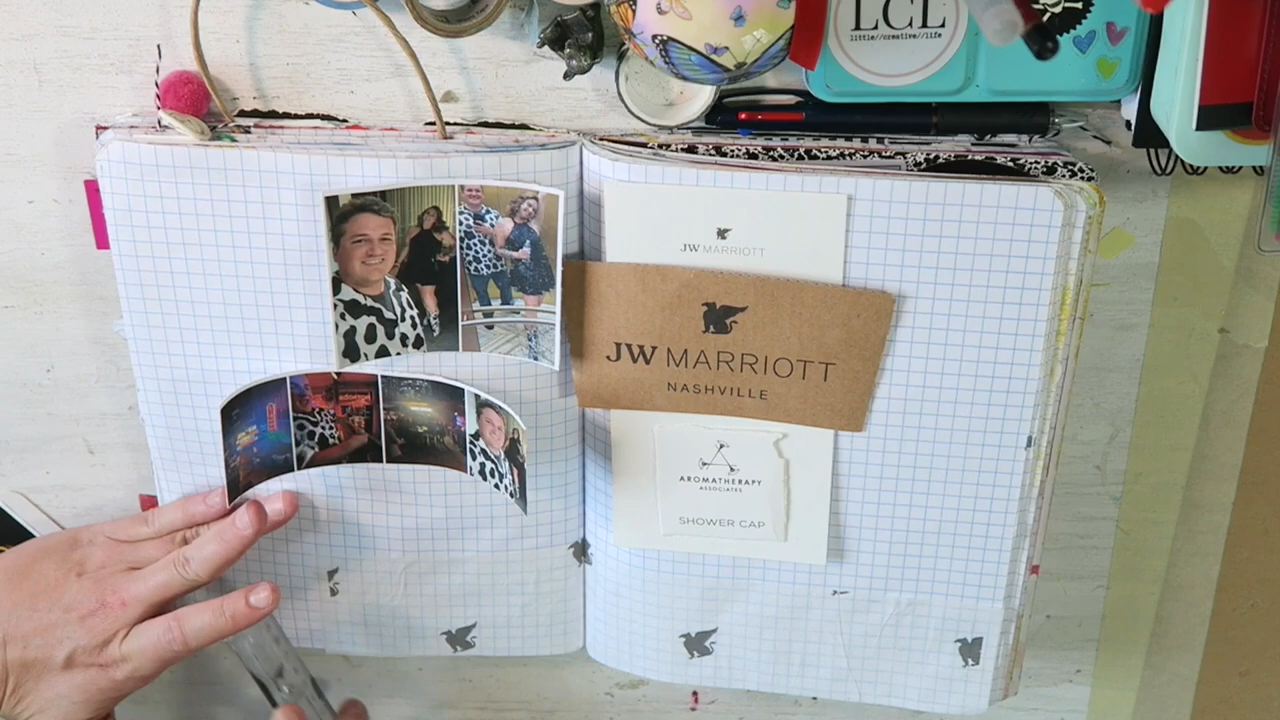 LCL
little//creative//life
JW MARRIOTT
JW MARRIOTT
NASHVILLE
AROMATHERAPY
ASSOCIATES
SHOWER CAP